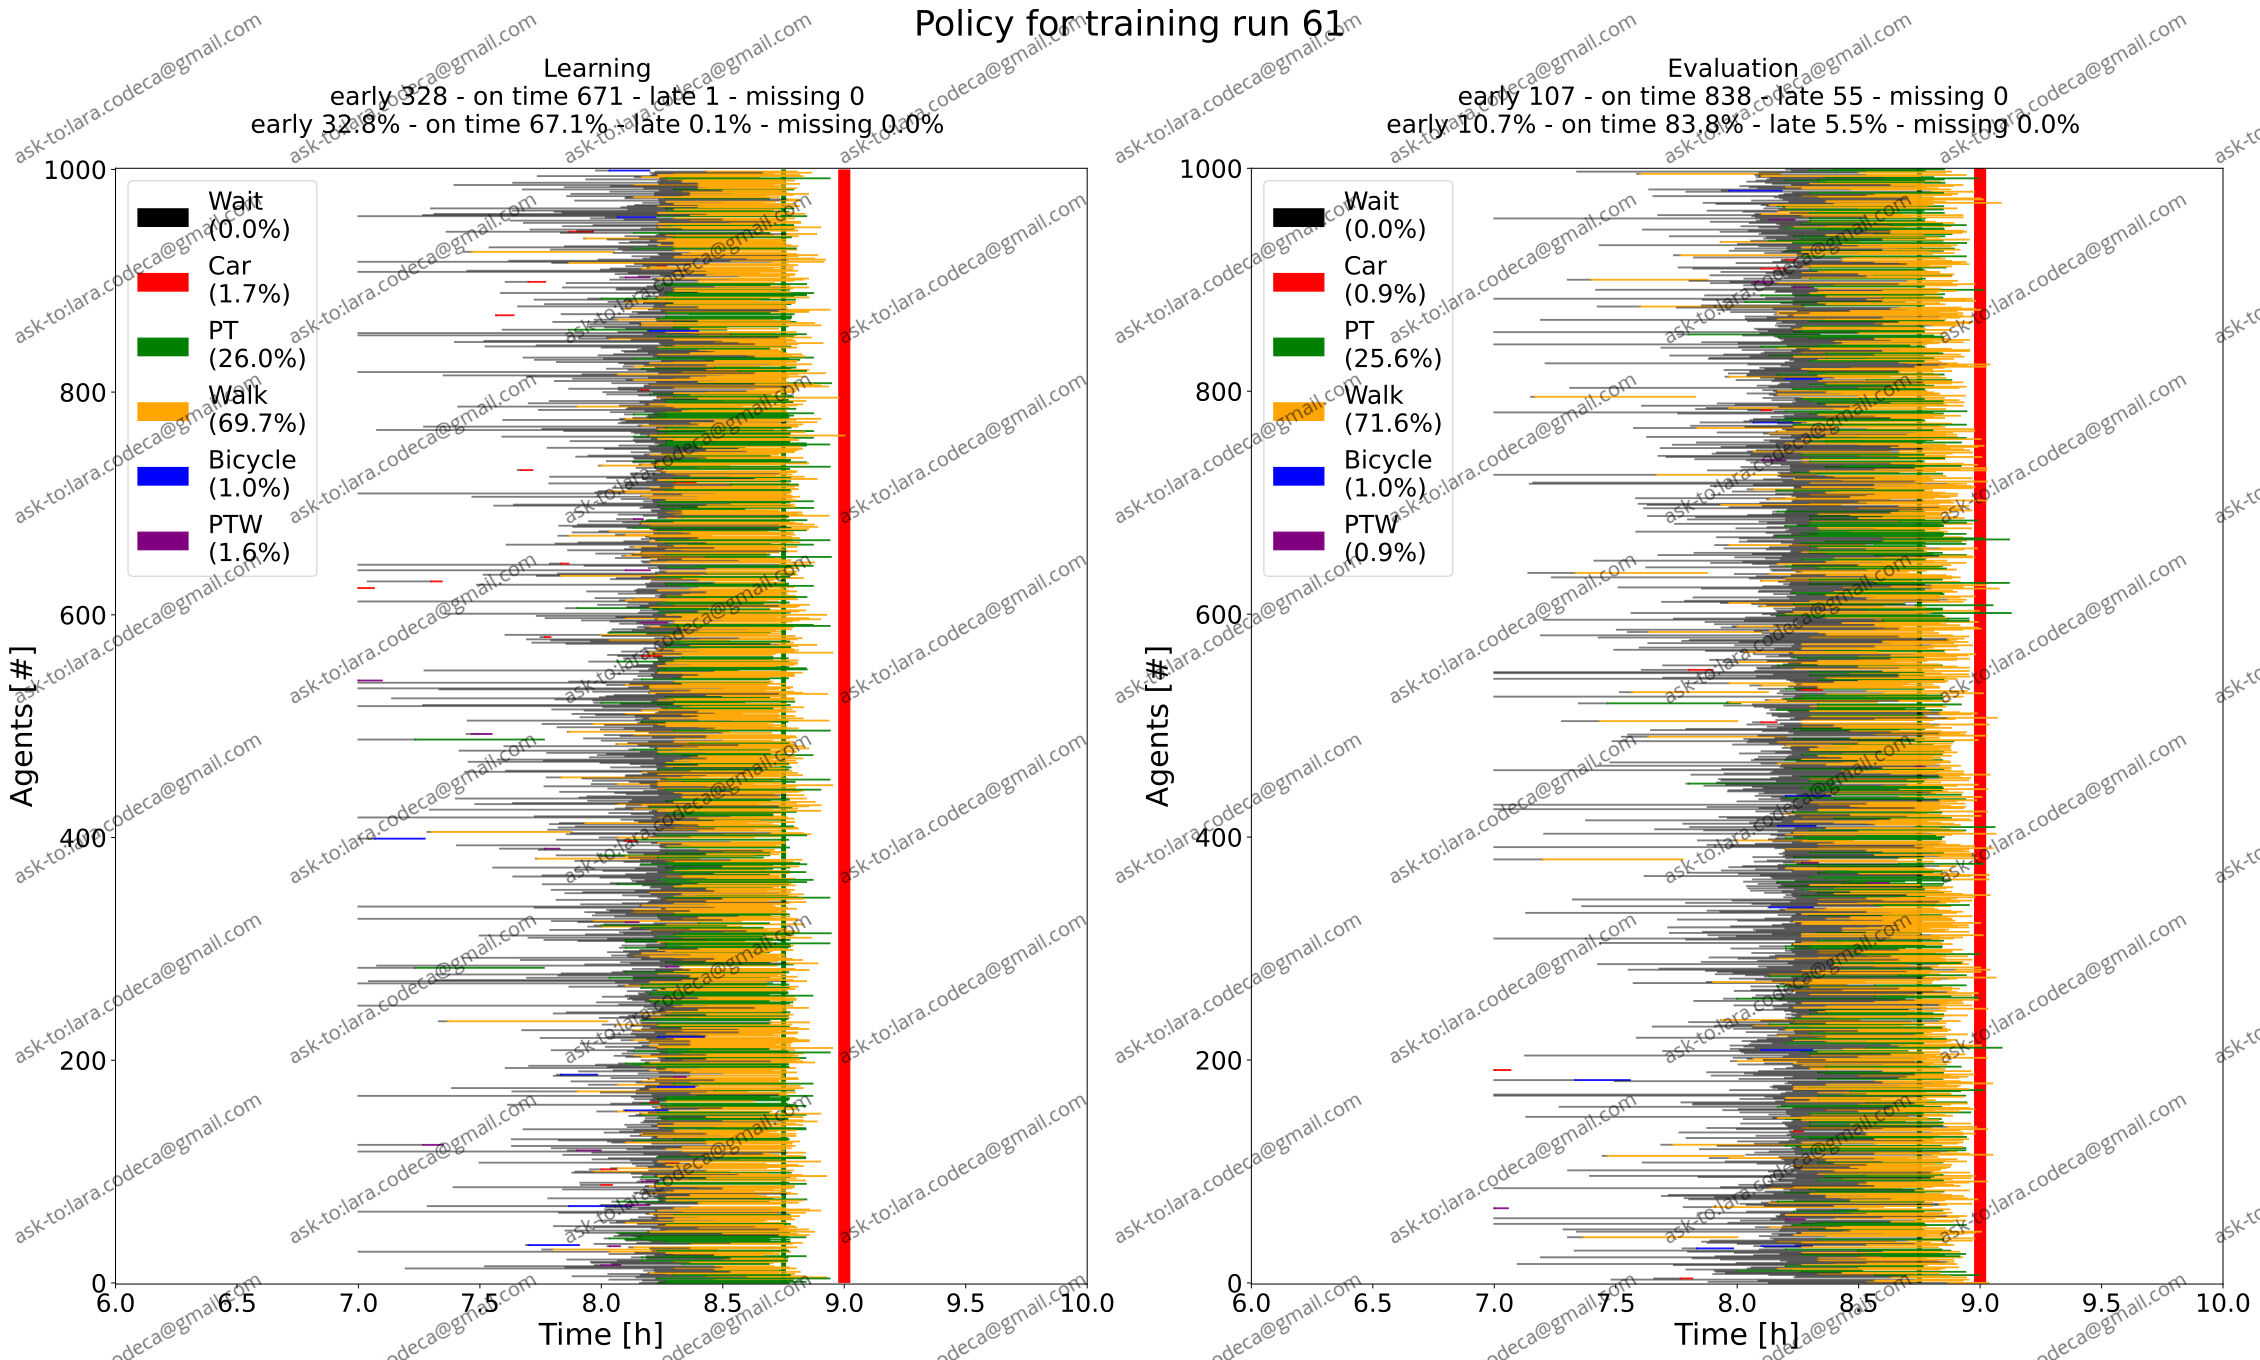 Policy for training run 61
Learning
early 328 - on time 671 - late 1 - missing 0
early 32.8% - on time 67.1% - late 0.1% - missing 0.0%
Evaluation
early 107 - on time 838 - late 55 - missing 0
early 10.7% - on time 83.8% - late 5.5% - missing 0.0%
Agents [#]
1000
800
600
400
200
0
Wait
(0.0%)
Car
(1.7%)
PT
(26.0%)
Walk
(69.7%)
Bicycle
(1.0%)
PTW
(1.6%)
6.0 6.5 7.0 7.5 8.0 8.5 9.0 9.5 10.0
Time [h]
Agents [#]
1000
800
600
400
200
0
Wait
(0.0%)
Car
(0.9%)
PT
(25.6%)
Walk
(71.6%)
Bicycle
(1.0%)
PTW
(0.9%)
6.0 6.5 7.0 7.5 8.0 8.5 9.0 9.5 10.0
Time [h]
ask-to:lara.codeca@gmail.com